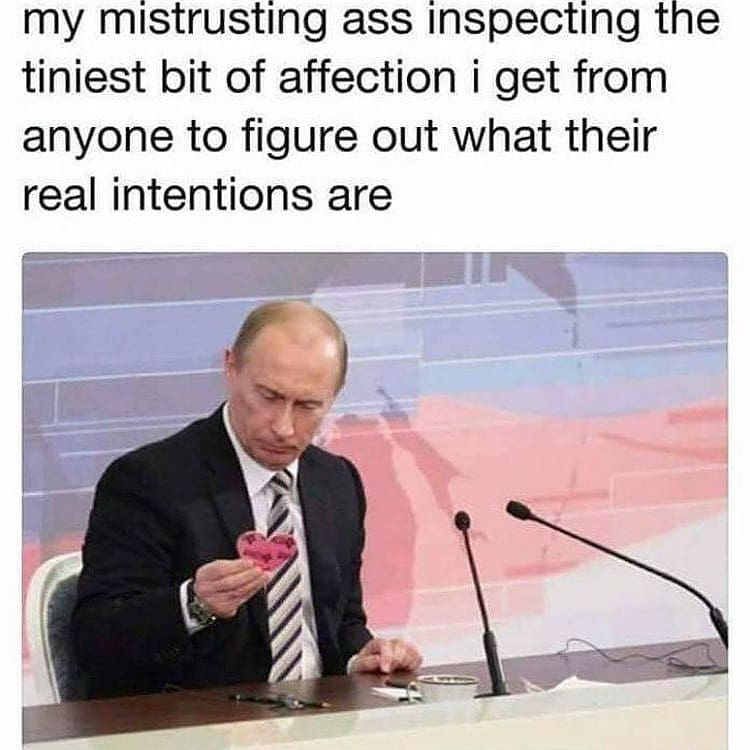 my mistrusting ass inspecting the
tiniest bit of affection i get from
anyone to figure out what their
real intentions are